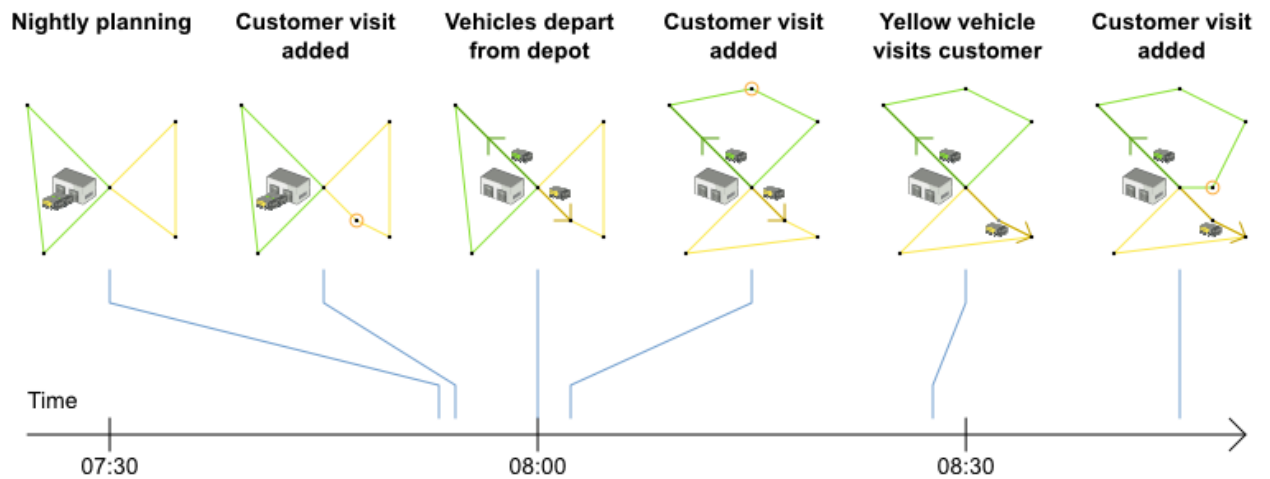 Nightly planning
Customer visit
added
Vehicles depart
from depot
Customer visit
added
Yellow vehicle
visits customer
Customer visit
added
Time
07:30
08:00
08:30